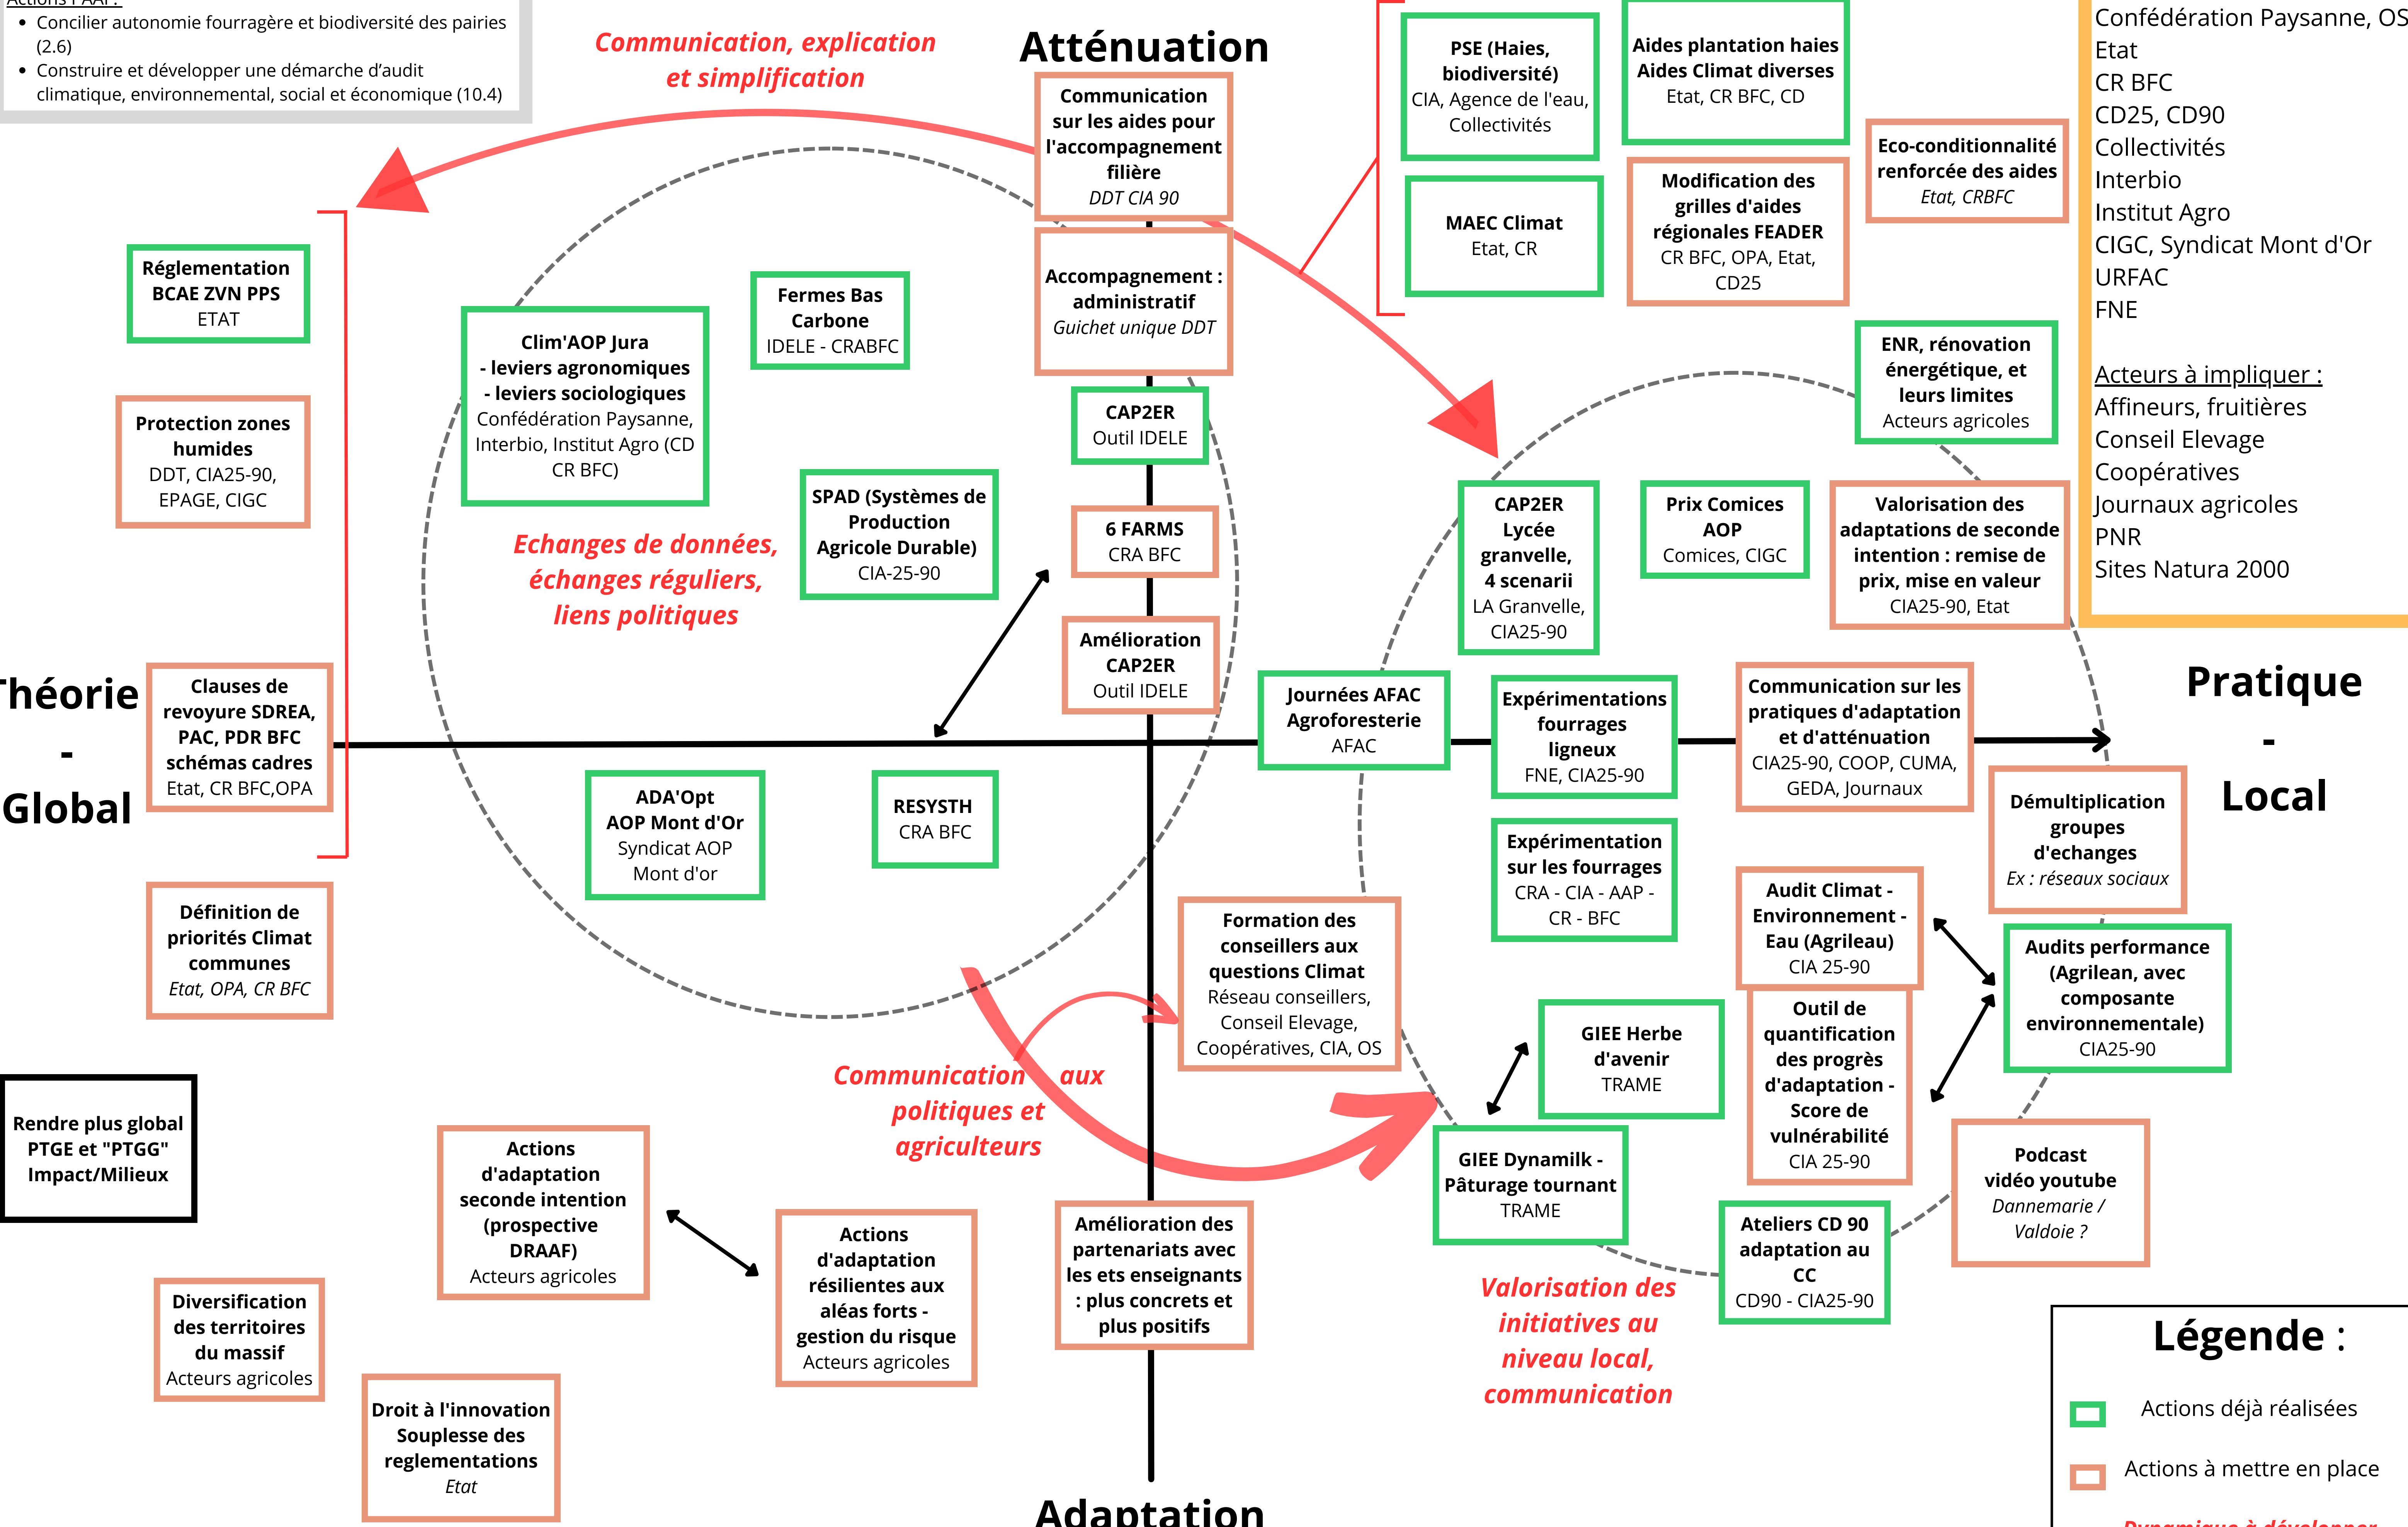 Actions PAAP :
• Concilier autonomie fourragère et biodiversité des pairies
(2.6)
• Construire et développer une démarche d’audit
climatique, environnemental, social et économique (10.4)
Communication, explication
et simplification
Atténuation
Communication
sur les aides pour
l'accompagnement
filière
DDT CIA 90
Accompagnement :
administratif
Guichet unique DDT
PSE (Haies,
biodiversité)
CIA, Agence de l'eau,
Collectivités
Aides plantation haies
Aides Climat diverses
Etat, CR BFC, CD
MAEC Climat
Etat, CR
Modification des
grilles d'aides
régionales FEADER
CR BFC, OPA, Etat,
CD25
Eco-conditionnalité
renforcée des aides
Etat, CRBFC
Confédération Paysanne, OS
Etat
CR BFC
CD25, CD90
Collectivités
Interbio
Institut Agro
CIGC, Syndicat Mont d'Or
URFAC
FNE
Acteurs à impliquer :
Affineurs, fruitières
Conseil Elevage
Coopératives
Journaux agricoles
PNR
Sites Natura 2000
Réglementation
BCAE ZVN PPS
ETAT
Protection zones
humides
DDT, CIA25-90,
EPAGE, CIGC
Clim'AOP Jura
- leviers agronomiques
- leviers sociologiques
Confédération Paysanne,
Interbio, Institut Agro (CD
CR BFC)
Fermes Bas
Carbone
IDELE - CRABFC
SPAD (Systèmes de
Production
Agricole Durable)
CIA-25-90
Echanges de données,
échanges réguliers,
liens politiques
CAP2ER
Outil IDELE
6 FARMS
CRA BFC
Amélioration
CAP2ER
Outil IDELE
ENR, rénovation
énergétique, et
leurs limites
Acteurs agricoles
CAP2ER
Lycée
granvelle,
4 scenarii
LA Granvelle,
CIA25-90
Prix Comices
AOP
Comices, CIGC
Valorisation des
adaptations de seconde
intention : remise de
prix, mise en valeur
CIA25-90, Etat
Théorie
-
Global
Clauses de
revoyure SDREA,
PAC, PDR BFC
schémas cadres
Etat, CR BFC,OPA
Journées AFAC
Agroforesterie
AFAC
Expérimentations
fourrages
ligneux
FNE, CIA25-90
Communication sur les
pratiques d'adaptation
et d'atténuation
CIA25-90, COOP, CUMA,
GEDA, Journaux
Pratique
-
Local
ADA'Opt
AOP Mont d'Or
Syndicat AOP
Mont d'or
RESYSTH
CRA BFC
Expérimentation
sur les fourrages
CRA - CIA - AAP -
CR - BFC
Démultiplication
groupes
d'echanges
Ex : réseaux sociaux
Définition de
priorités Climat
communes
Etat, OPA, CR BFC
Formation des
conseillers aux
questions Climat
Réseau conseillers,
Conseil Elevage,
Coopératives, CIA, OS
Audit Climat -
Environnement -
Eau (Agrileau)
CIA 25-90
Audits performance
(Agrilean, avec
composante
environnementale)
CIA25-90
Outil de
quantification
des progrès
d'adaptation -
Score de
vulnérabilité
CIA 25-90
GIEE Herbe
d'avenir
TRAME
GIEE Dynamilk -
Pâturage tournant
TRAME
Communication aux
politiques et
agriculteurs
Rendre plus global
PTGE et "PTGG"
Impact/Milieux
Actions
d'adaptation
seconde intention
(prospective
DRAAF)
Acteurs agricoles
Actions
d'adaptation
résilientes aux
aléas forts -
gestion du risque
Acteurs agricoles
Amélioration des
partenariats avec
les ets enseignants
: plus concrets et
plus positifs
Ateliers CD 90
adaptation au
CC
CD90 - CIA25-90
Podcast
vidéo youtube
Dannemarie /
Valdoie ?
Valorisation des
initiatives au
niveau local,
communication
Diversification
des territoires
du massif
Acteurs agricoles
Droit à l'innovation
Souplesse des
reglementations
Etat
Adaptation
Légende :
Actions déjà réalisées
Actions à mettre en place
Dynamique à développer